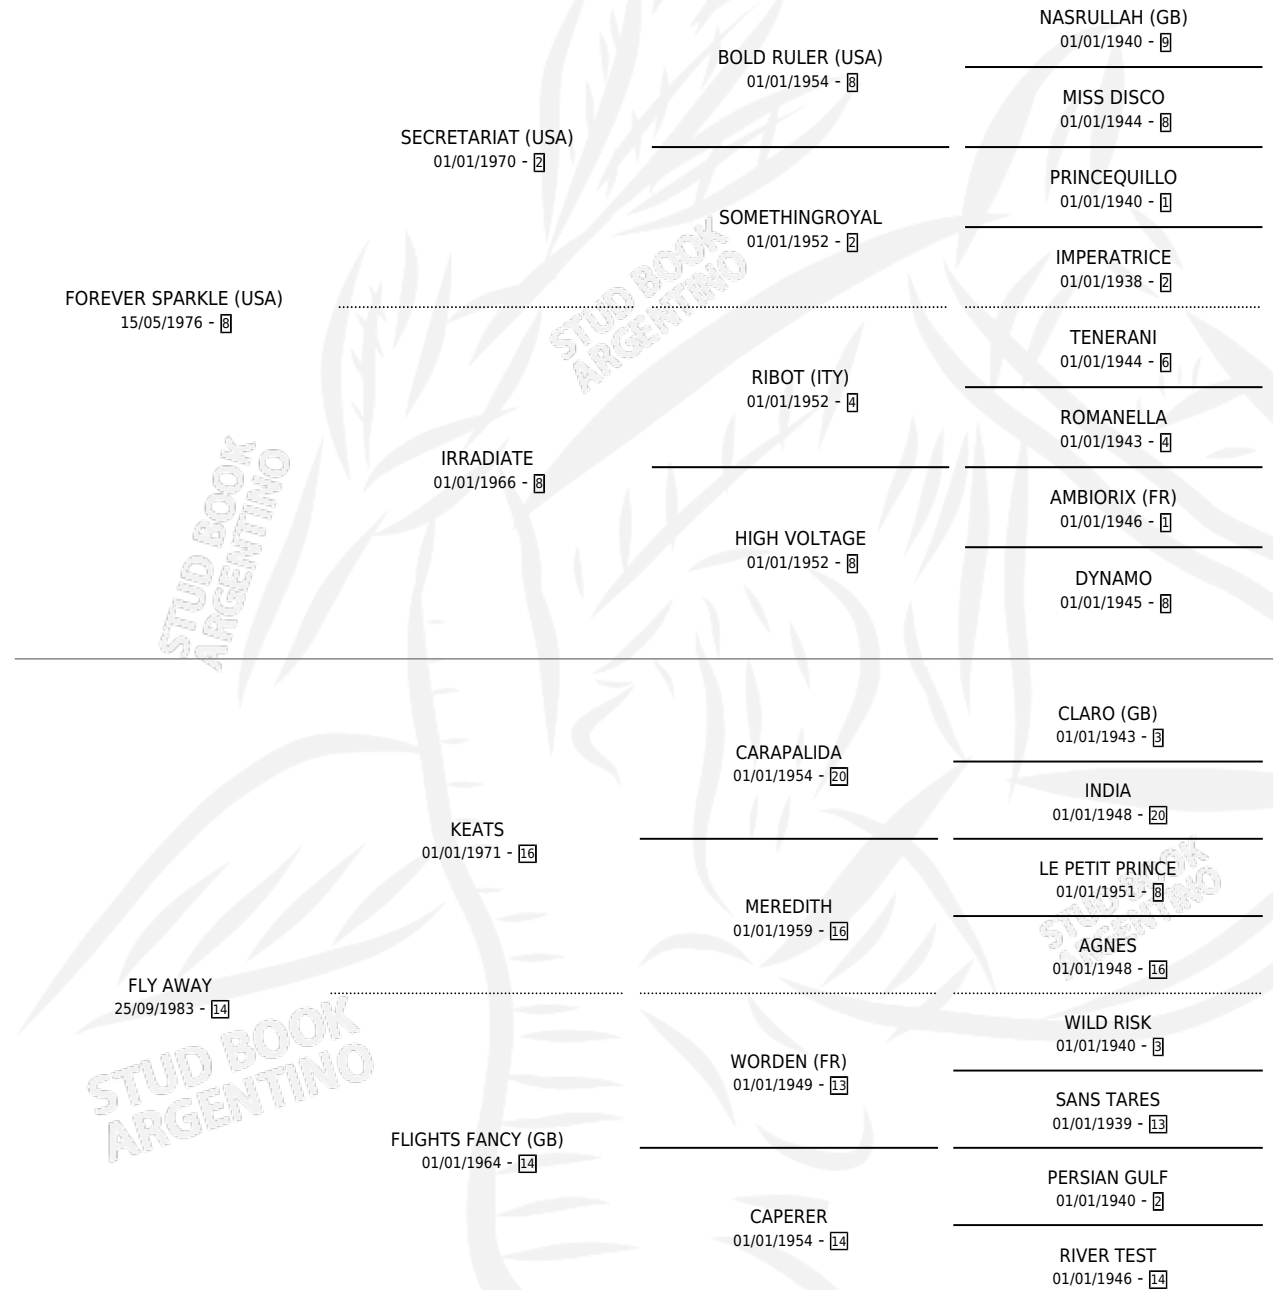 NASRULLAH (GB)
01/01/1940 - 9
BOLD RULER (USA)
01/01/1954 - 8
MISS DISCO
01/01/1944 - 8
SECRETARIAT (USA)
01/01/1970 - 2
PRINCEQUILLO
01/01/1940 - 1
SOMETHINGROYAL
01/01/1952 - 2
IMPERATRICE
01/01/1938 - 2
FOREVER SPARKLE (USA)
15/05/1976 - 8
TENERANI
01/01/1944 - 6
RIBOT (ITY)
01/01/1952 - 4
ROMANELLA
01/01/1943 - 4
IRRADIATE
01/01/1966 - 8
AMBIORIX (FR)
01/01/1946 - 1
HIGH VOLTAGE
01/01/1952 - 8
DYNAMO
01/01/1945 - 8
CLARO (GB)
01/01/1943 - 3
CARAPALIDA
01/01/1954 - 20
INDIA
01/01/1948 - 20
KEATS
01/01/1971 - 16
LE PETIT PRINCE
01/01/1951 - 8
MEREDITH
01/01/1959 - 16
AGNES
01/01/1948 - 16
FLY AWAY
25/09/1983 - 14
WILD RISK
01/01/1940 - 3
WORDEN (FR)
01/01/1949 - 13
SANS TARES
01/01/1939 - 13
FLIGHTS FANCY (GB)
01/01/1964 - 14
PERSIAN GULF
01/01/1940 - 2
CAPERER
01/01/1954 - 14
RIVER TEST
01/01/1946 - 14
STUD BOOK
ARGENTINO
STUD BOOK
ARGENTINO
STUD BOOK
ARGENTINO
STUD BOOK
ARGENTINO